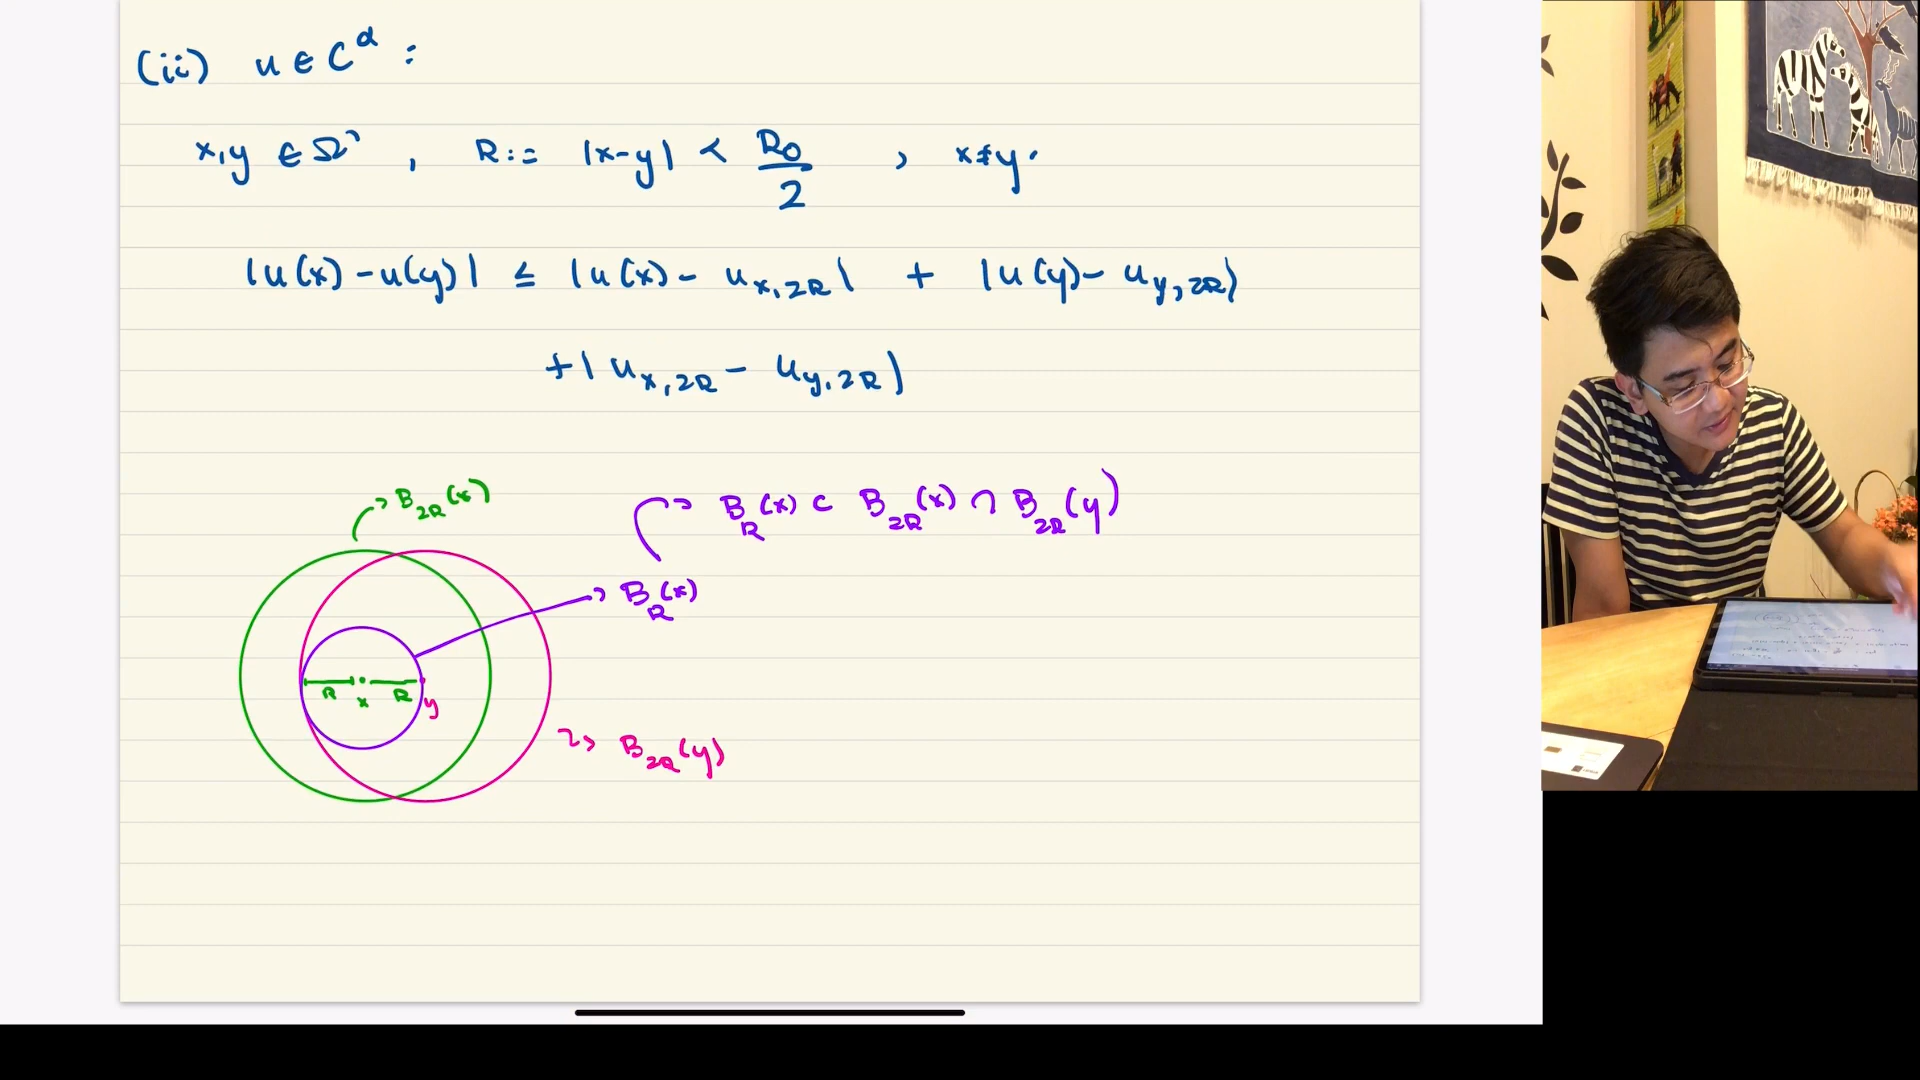 (ii) u ∈ C^α :
x,y ∈ Ω' , R := |x-y| < R₀/2 , x≠y.
|u(x) - u(y)| ≤ |u(x) - u_{x,2R}| + |u(y) - u_{y,2R}|
+ | u_{x,2R} - u_{y,2R} |
→ B_{2R}(x)
→ B_R(x) ⊂ B_{2R}(x) ∩ B_{2R}(y)
→ B_R(x)
R x R y
→ B_{2R}(y)